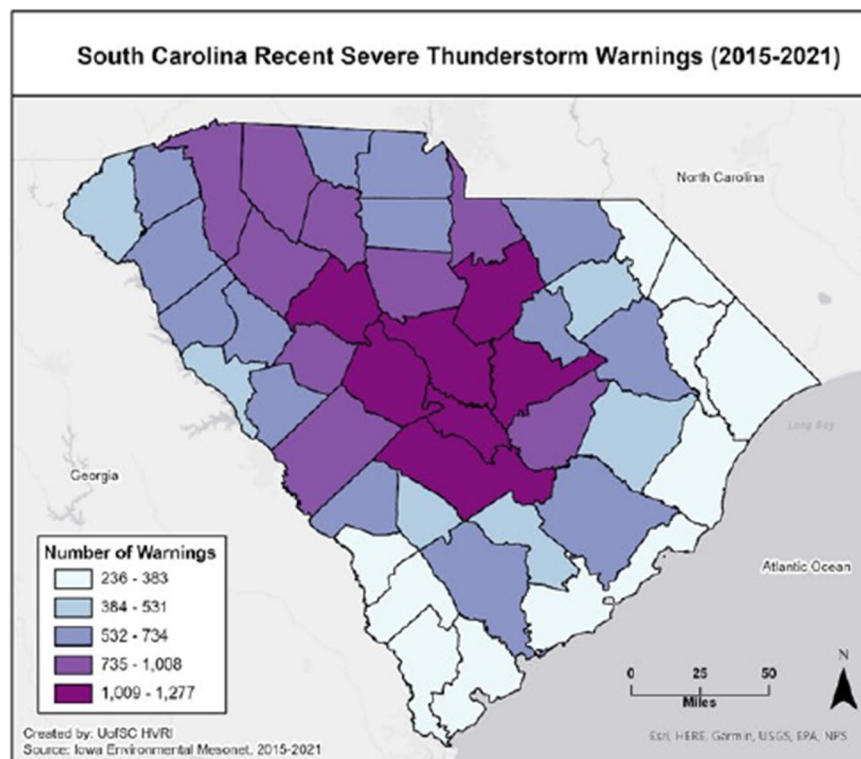 South Carolina Recent Severe Thunderstorm Warnings (2015-2021)
North Carolina
Long Bay
Georgia
Atlantic Ocean
Number of Warnings
236 - 383
384 - 531
532 - 734
735 - 1,008
1,009 - 1,277
0 25 50
Miles
N
Created by: UofSC HVRI
Source: Iowa Environmental Mesonet, 2015-2021
Esri, HERE, Garmin, USGS, EPA, NPS